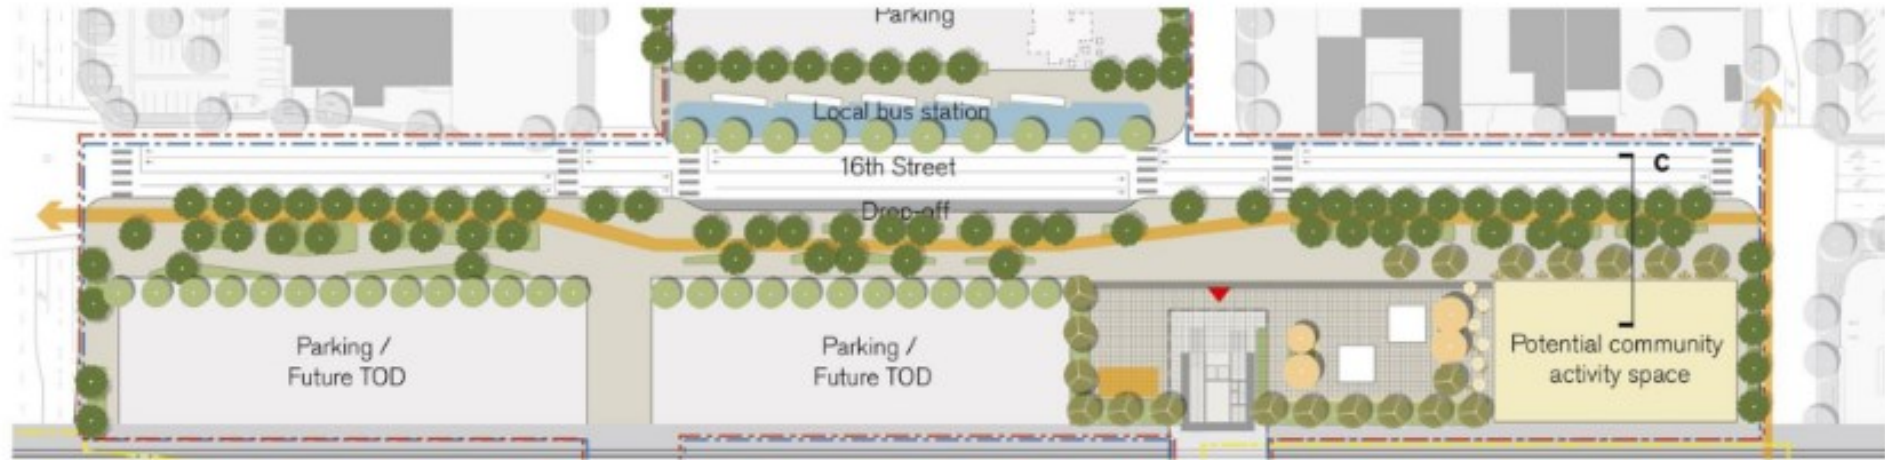 Parking
Local bus station
16th Street
C
Drop-off
Parking /
Future TOD
Parking /
Future TOD
Potential community
activity space